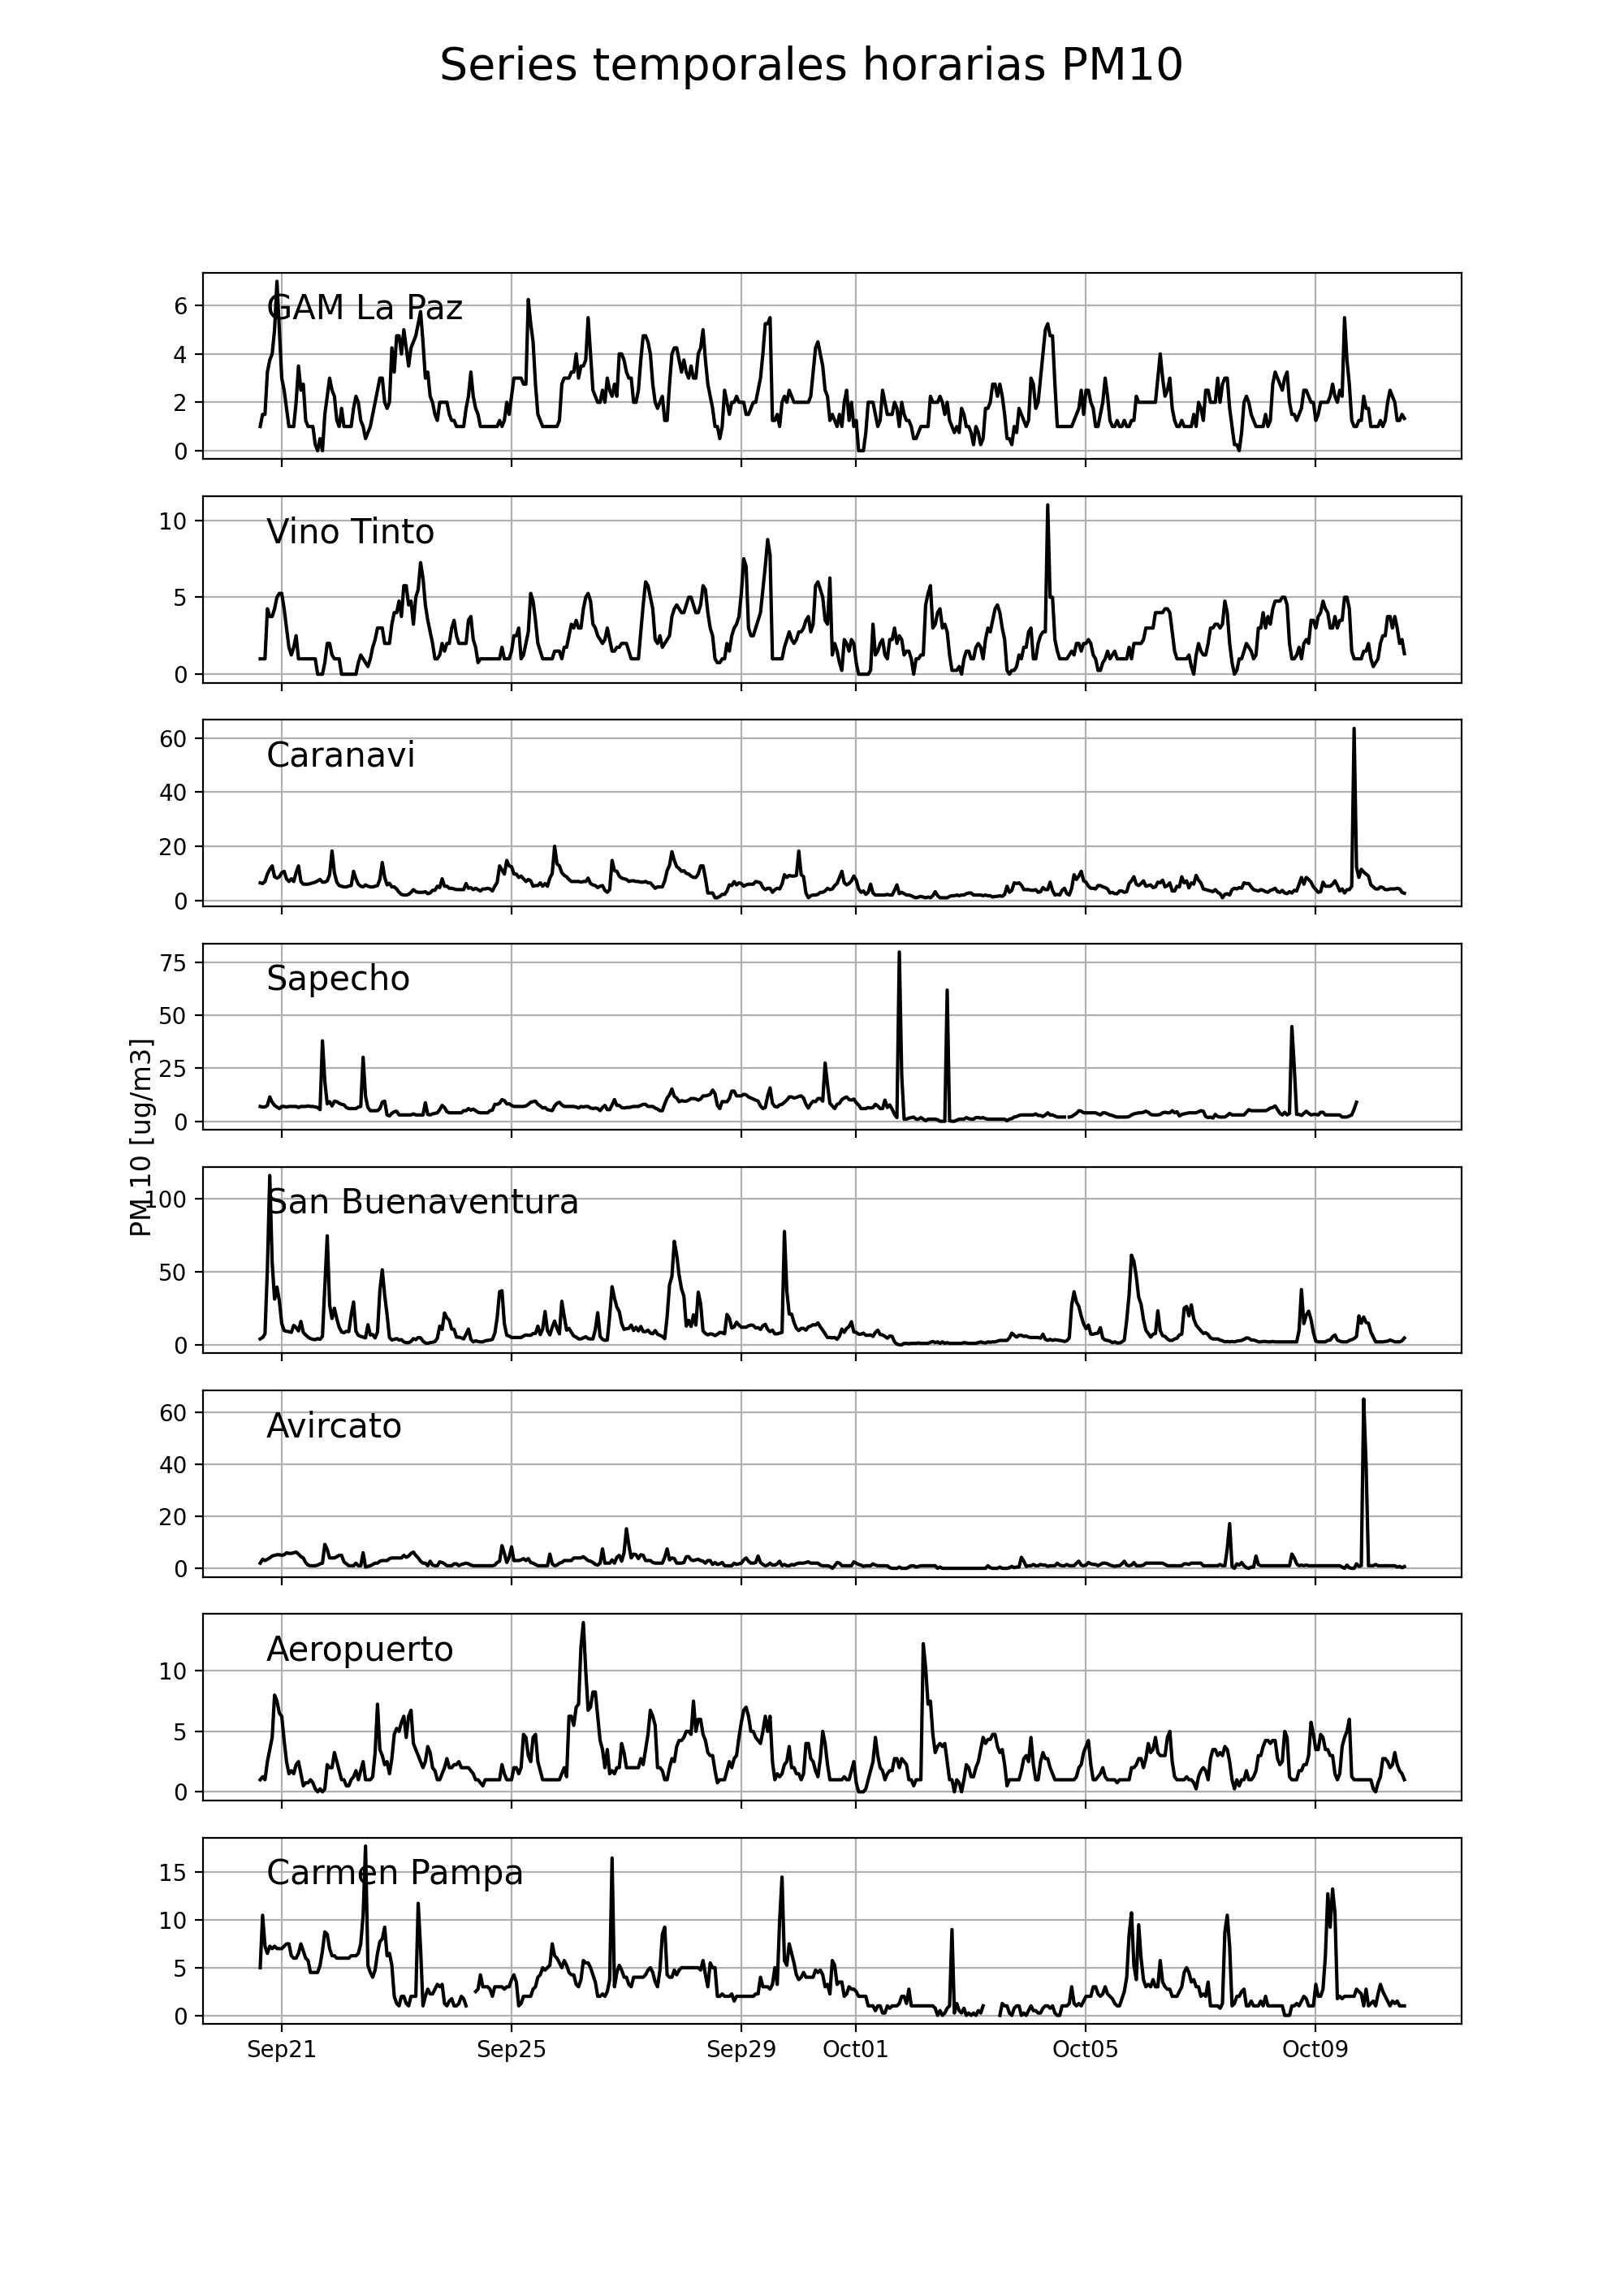 Series temporales horarias PM10
GAM La Paz
6
4
2
0
Vino Tinto
10
5
0
Caranavi
60
40
20
0
Sapecho
75
50
25
0
PM 10 [ug/m3]
San Buenaventura
100
50
0
Avircato
60
40
20
0
Aeropuerto
10
5
0
Carmen Pampa
15
10
5
0
Sep21 Sep25 Sep29 Oct01 Oct05 Oct09